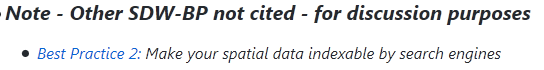 Note - Other SDW-BP not cited - for discussion purposes
• Best Practice 2: Make your spatial data indexable by search engines